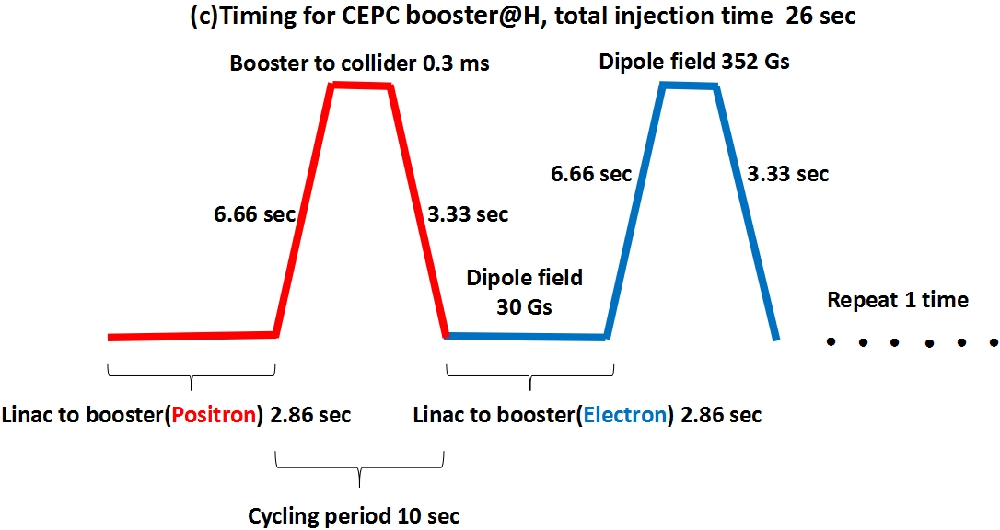 (c)Timing for CEPC booster@H, total injection time 26 sec
Booster to collider 0.3 ms
Dipole field 352 Gs
6.66 sec
3.33 sec
6.66 sec
3.33 sec
Dipole field
30 Gs
Repeat 1 time
Linac to booster(Positron) 2.86 sec
Linac to booster(Electron) 2.86 sec
Cycling period 10 sec